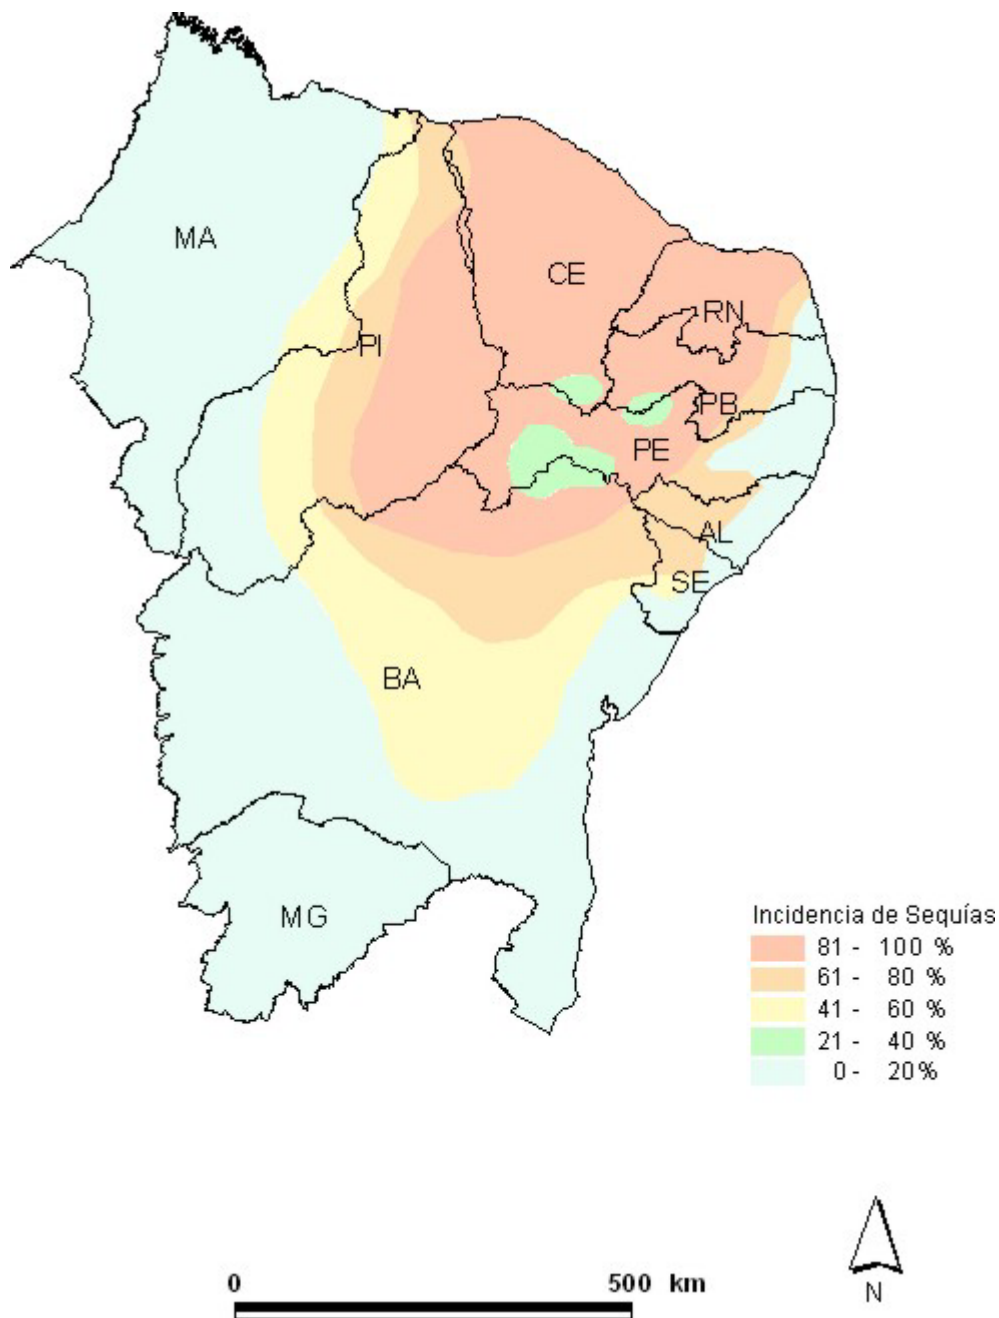 MA
CE
RN
PI
PB
PE
AL
SE
BA
MG
Incidencia de Sequías
81 - 100 %
61 - 80 %
41 - 60 %
21 - 40 %
0 - 20%
0 500 km
N